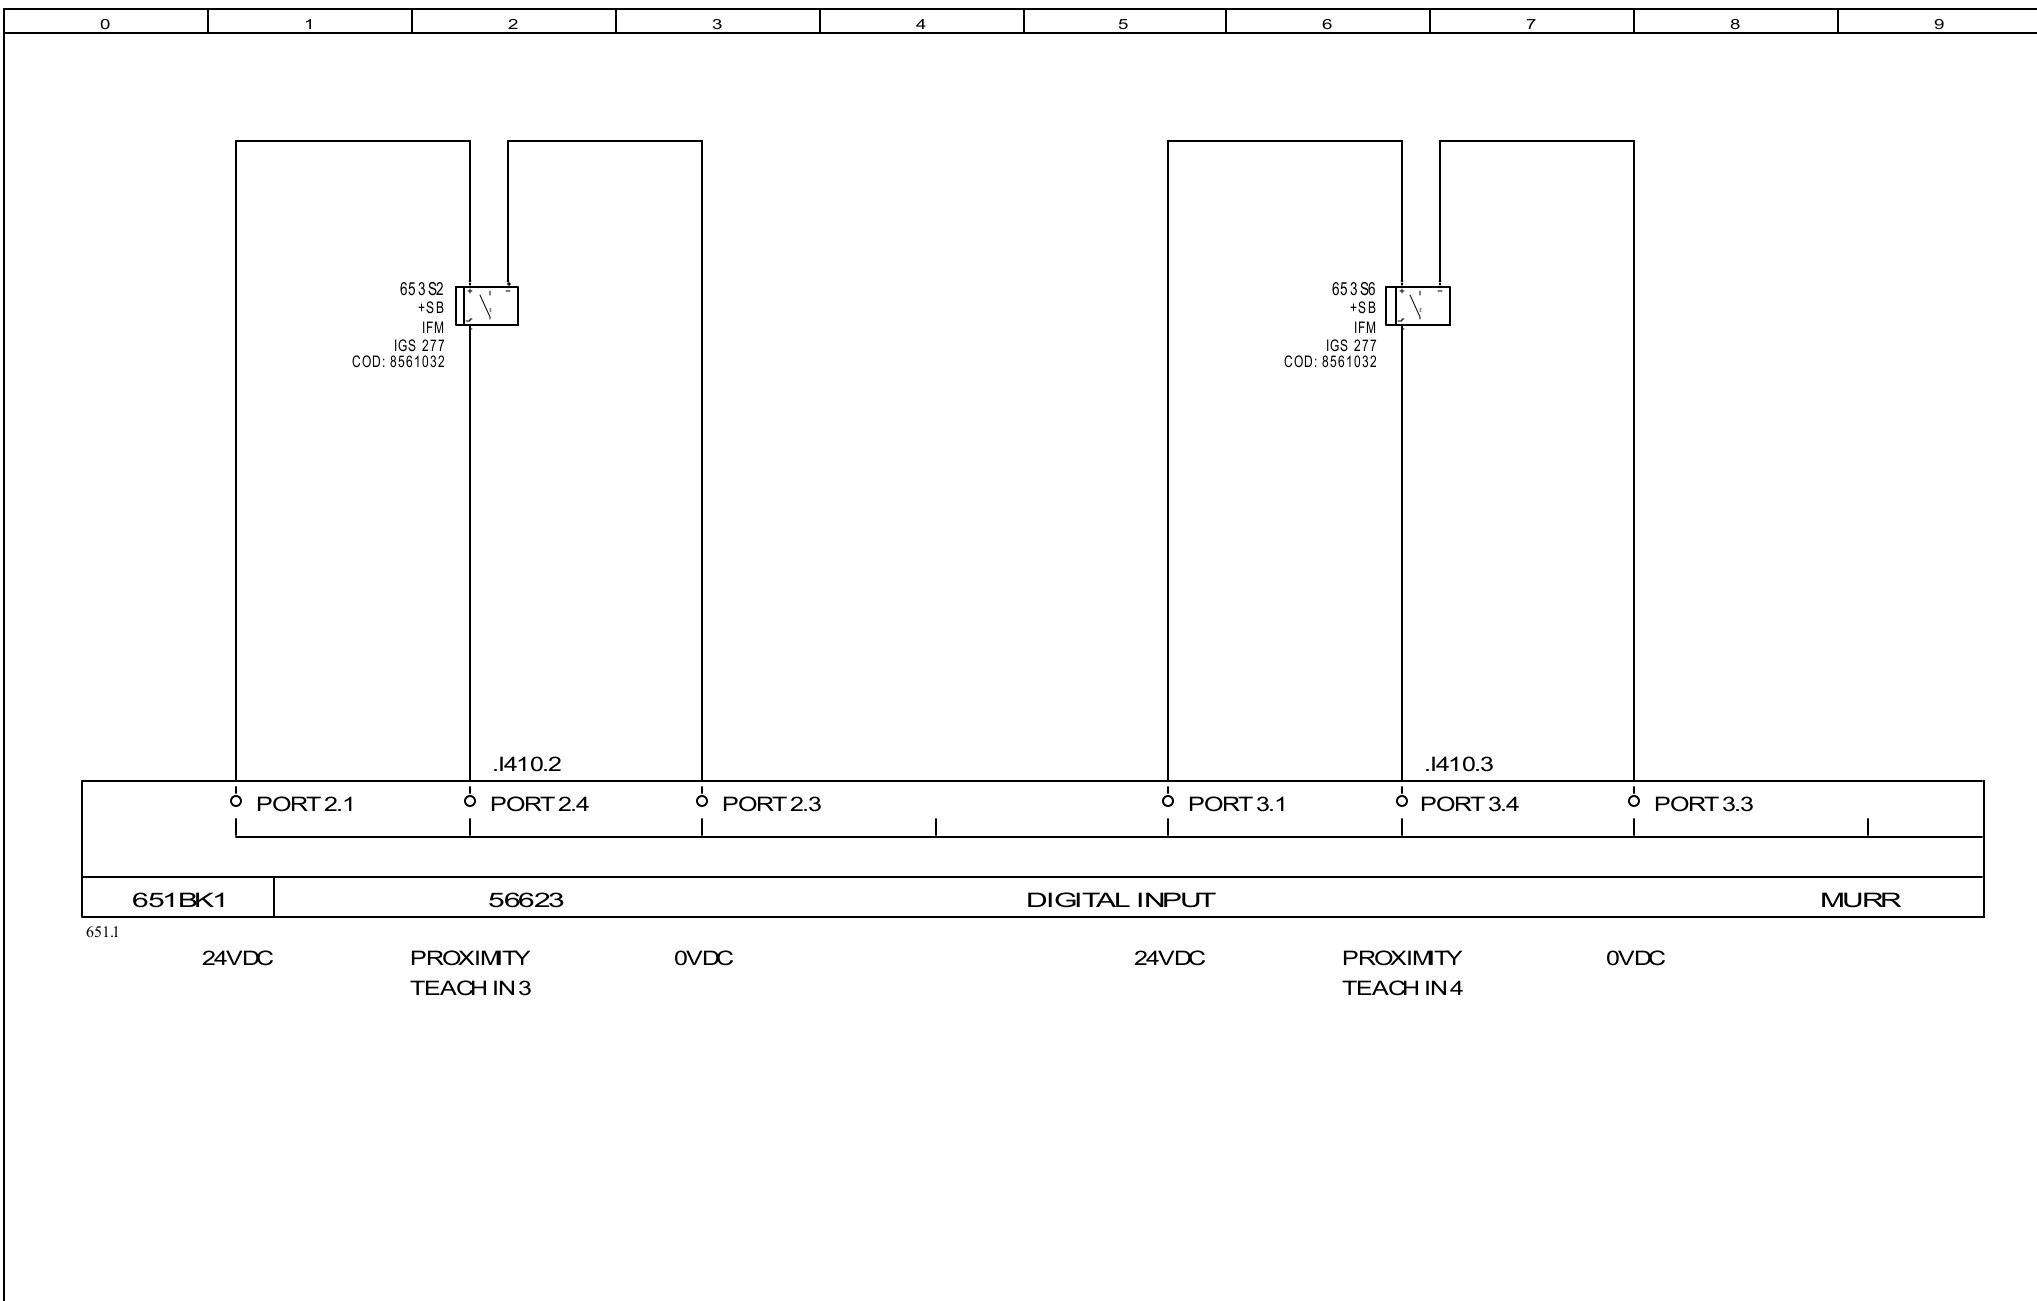 0 1 2 3 4 5 6 7 8 9
653S2
+SB
IFM
IGS 277
COD: 8561032
653S6
+SB
IFM
IGS 277
COD: 8561032
.I410.2 .I410.3
PORT 2.1 PORT 2.4 PORT 2.3 PORT 3.1 PORT 3.4 PORT 3.3
651BK1 56623 DIGITAL INPUT MURR
651.1
24VDC PROXIMITY 0VDC 24VDC PROXIMITY 0VDC
TEACH IN 3 TEACH IN 4